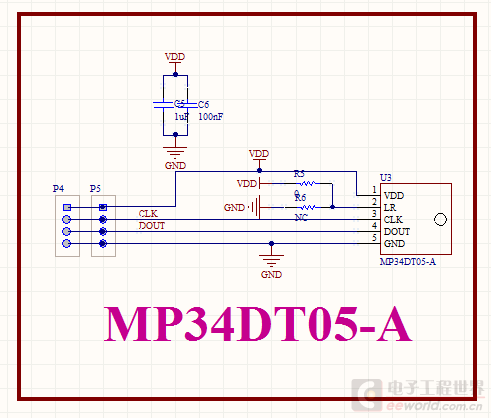 VDD
C5 C6
1uF 100nF
GND
VDD
P4 P5
VDD R5
0
R6
GND
NC
CLK
DOUT
GND
U3
1 VDD
2 LR
3 CLK
4 DOUT
5 GND
MP34DT05-A
MP34DT05-A
电子工程世界
eeworld.com.cn